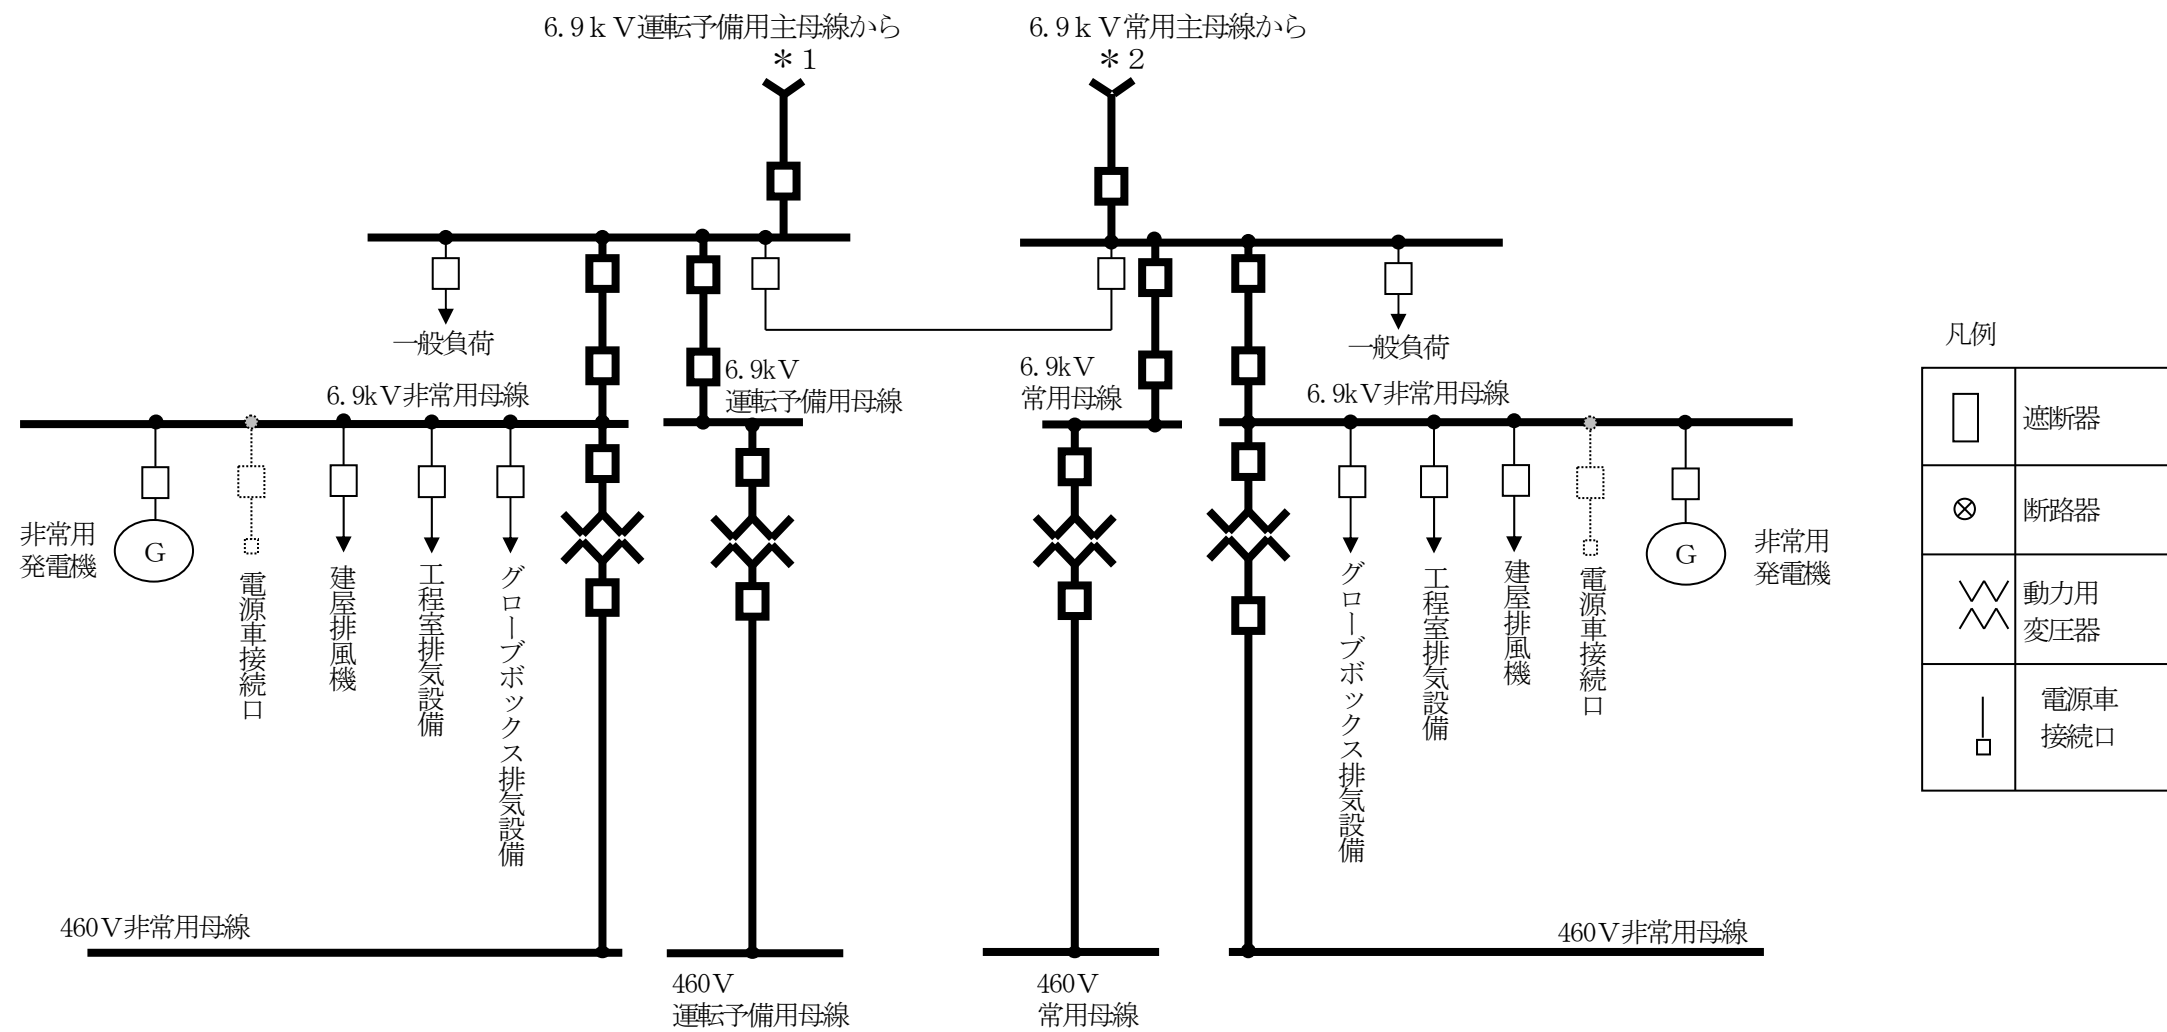 6.9ｋＶ運転予備用主母線から
＊１
6.9ｋＶ常用主母線から
＊２
一般負荷
一般負荷
6.9kＶ
運転予備用母線
6.9kＶ
常用母線
6.9kＶ非常用母線
6.9kＶ非常用母線
非常用
発電機
Ｇ
電源車接続口
建屋排風機
工程室排気設備
グローブボックス排気設備
グローブボックス排気設備
工程室排気設備
建屋排風機
電源車接続口
Ｇ
非常用
発電機
460Ｖ非常用母線
460Ｖ
運転予備用母線
460Ｖ
常用母線
460Ｖ非常用母線
凡例
遮断器
断路器
動力用
変圧器
電源車
接続口